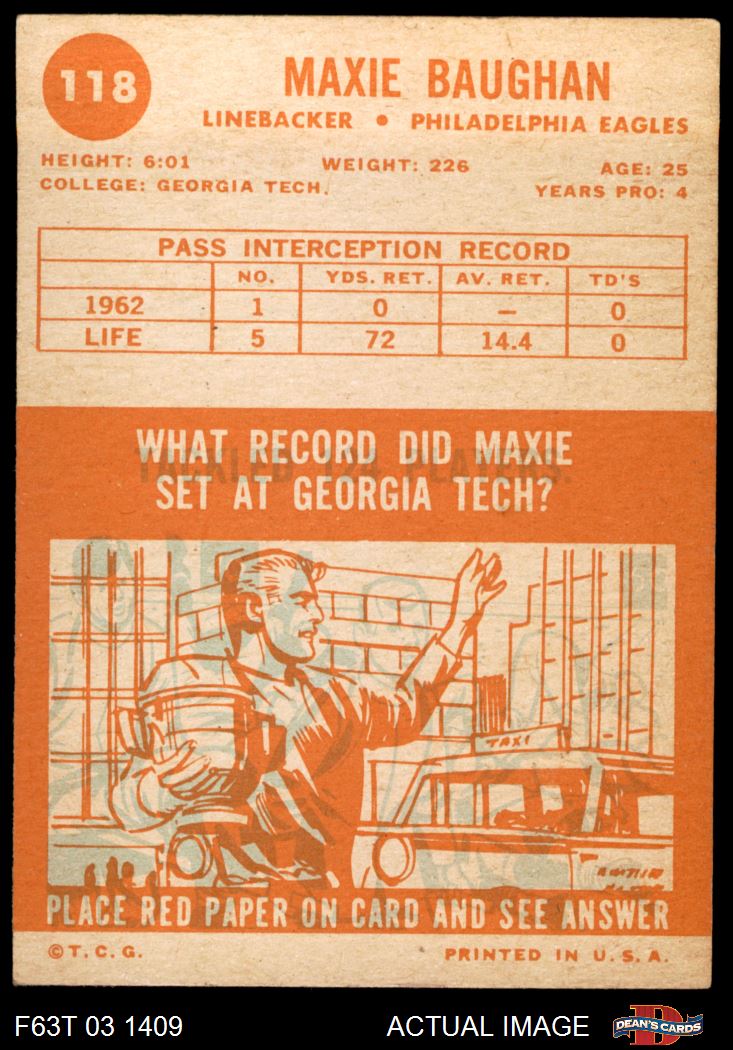 118
MAXIE BAUGHAN
LINEBACKER • PHILADELPHIA EAGLES
HEIGHT: 6:01 WEIGHT: 226 AGE: 25
COLLEGE: GEORGIA TECH. YEARS PRO: 4
PASS INTERCEPTION RECORD
NO. YDS. RET. AV. RET. TD'S
1962 1 0 — 0
LIFE 5 72 14.4 0
WHAT RECORD DID MAXIE
TACKLED 124 PLAYERS.
SET AT GEORGIA TECH?
TAXI
PLACE RED PAPER ON CARD AND SEE ANSWER
© T. C. G. PRINTED IN U. S. A.
F63T 03 1409 ACTUAL IMAGE DEAN'S CARDS